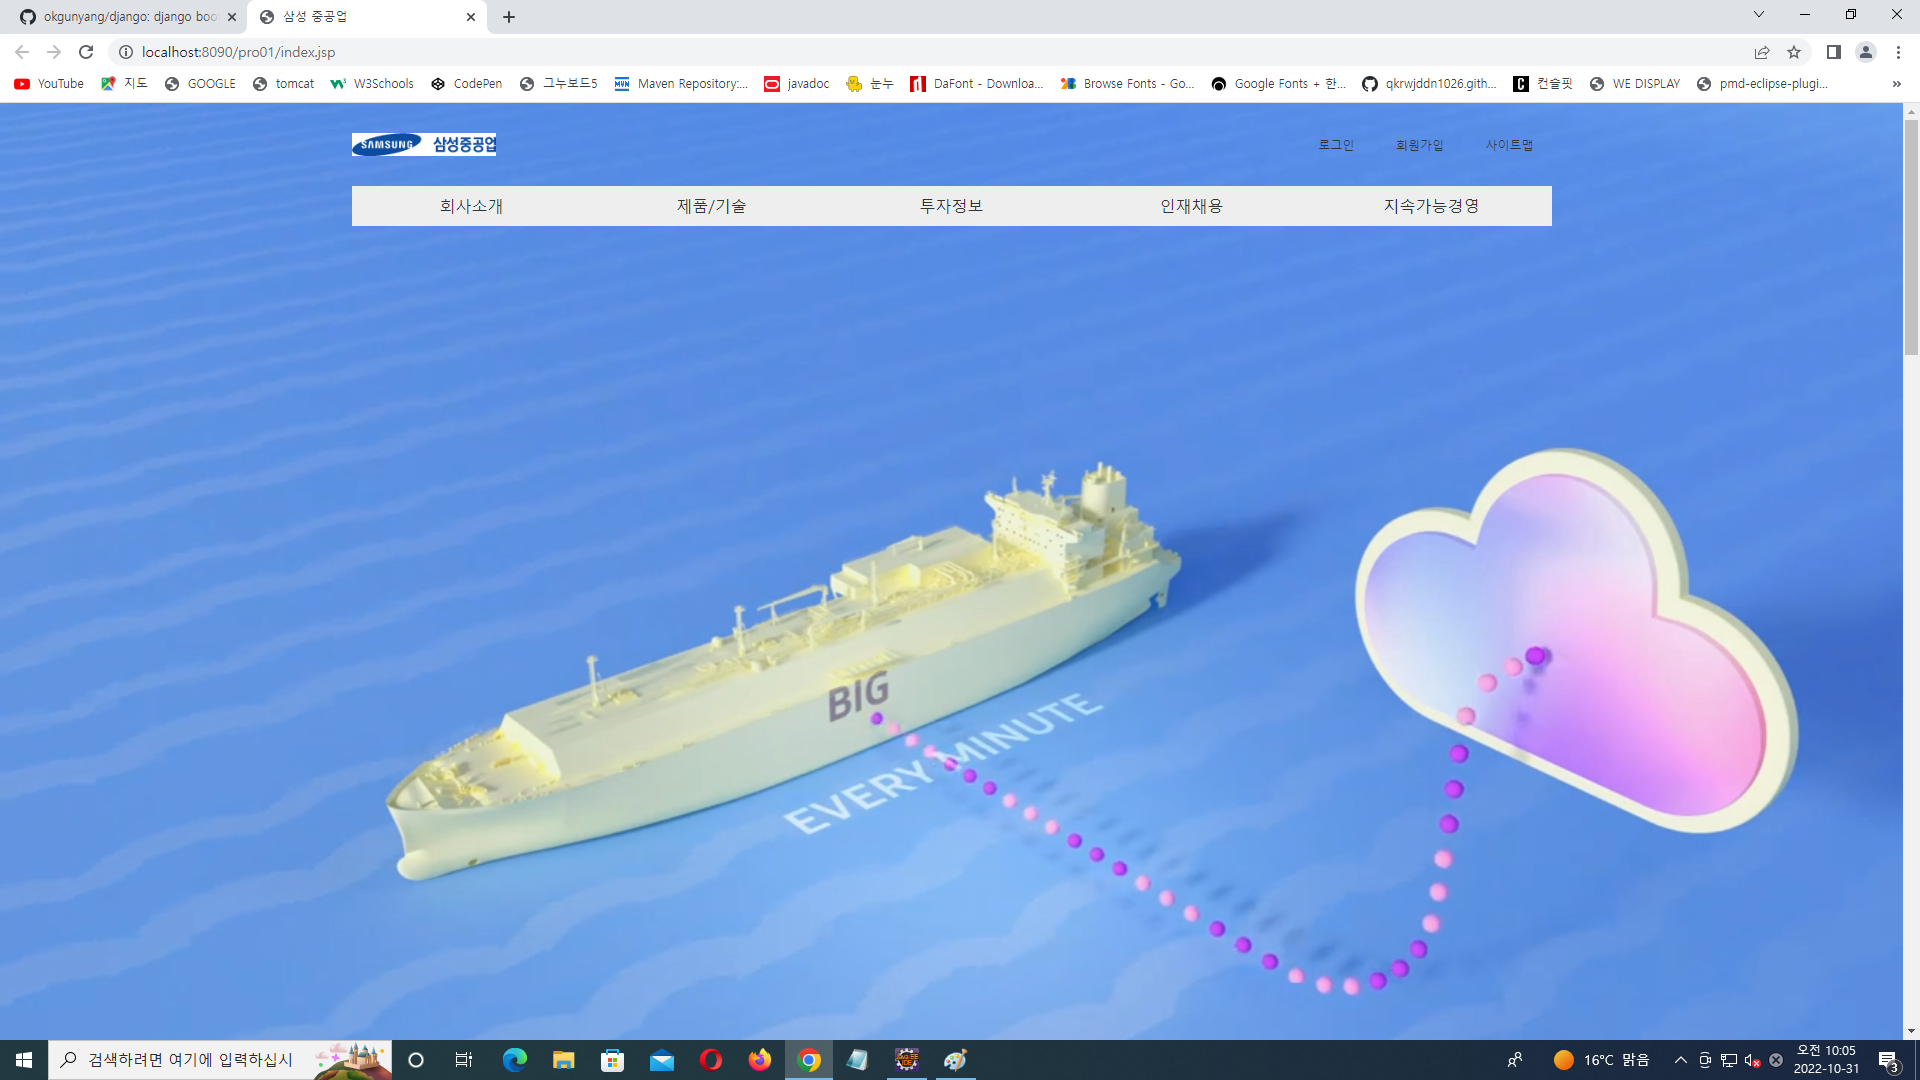 okgunyang/django: django boo
삼성 중공업
localhost:8090/pro01/index.jsp
YouTube 지도 GOOGLE tomcat W3Schools CodePen 그누보드5 Maven Repository:... javadoc 눈누 DaFont - Downloa... Browse Fonts - Go... Google Fonts + 한... qkrwjddn1026.gith... 컨슬핏 WE DISPLAY pmd-eclipse-plugi... »
SAMSUNG 삼성중공업
로그인 회원가입 사이트맵
회사소개 제품/기술 투자정보 인재채용 지속가능경영
BIG
EVERY MINUTE
검색하려면 여기에 입력하십시
16°C 맑음
오전 10:05
2022-10-31
3